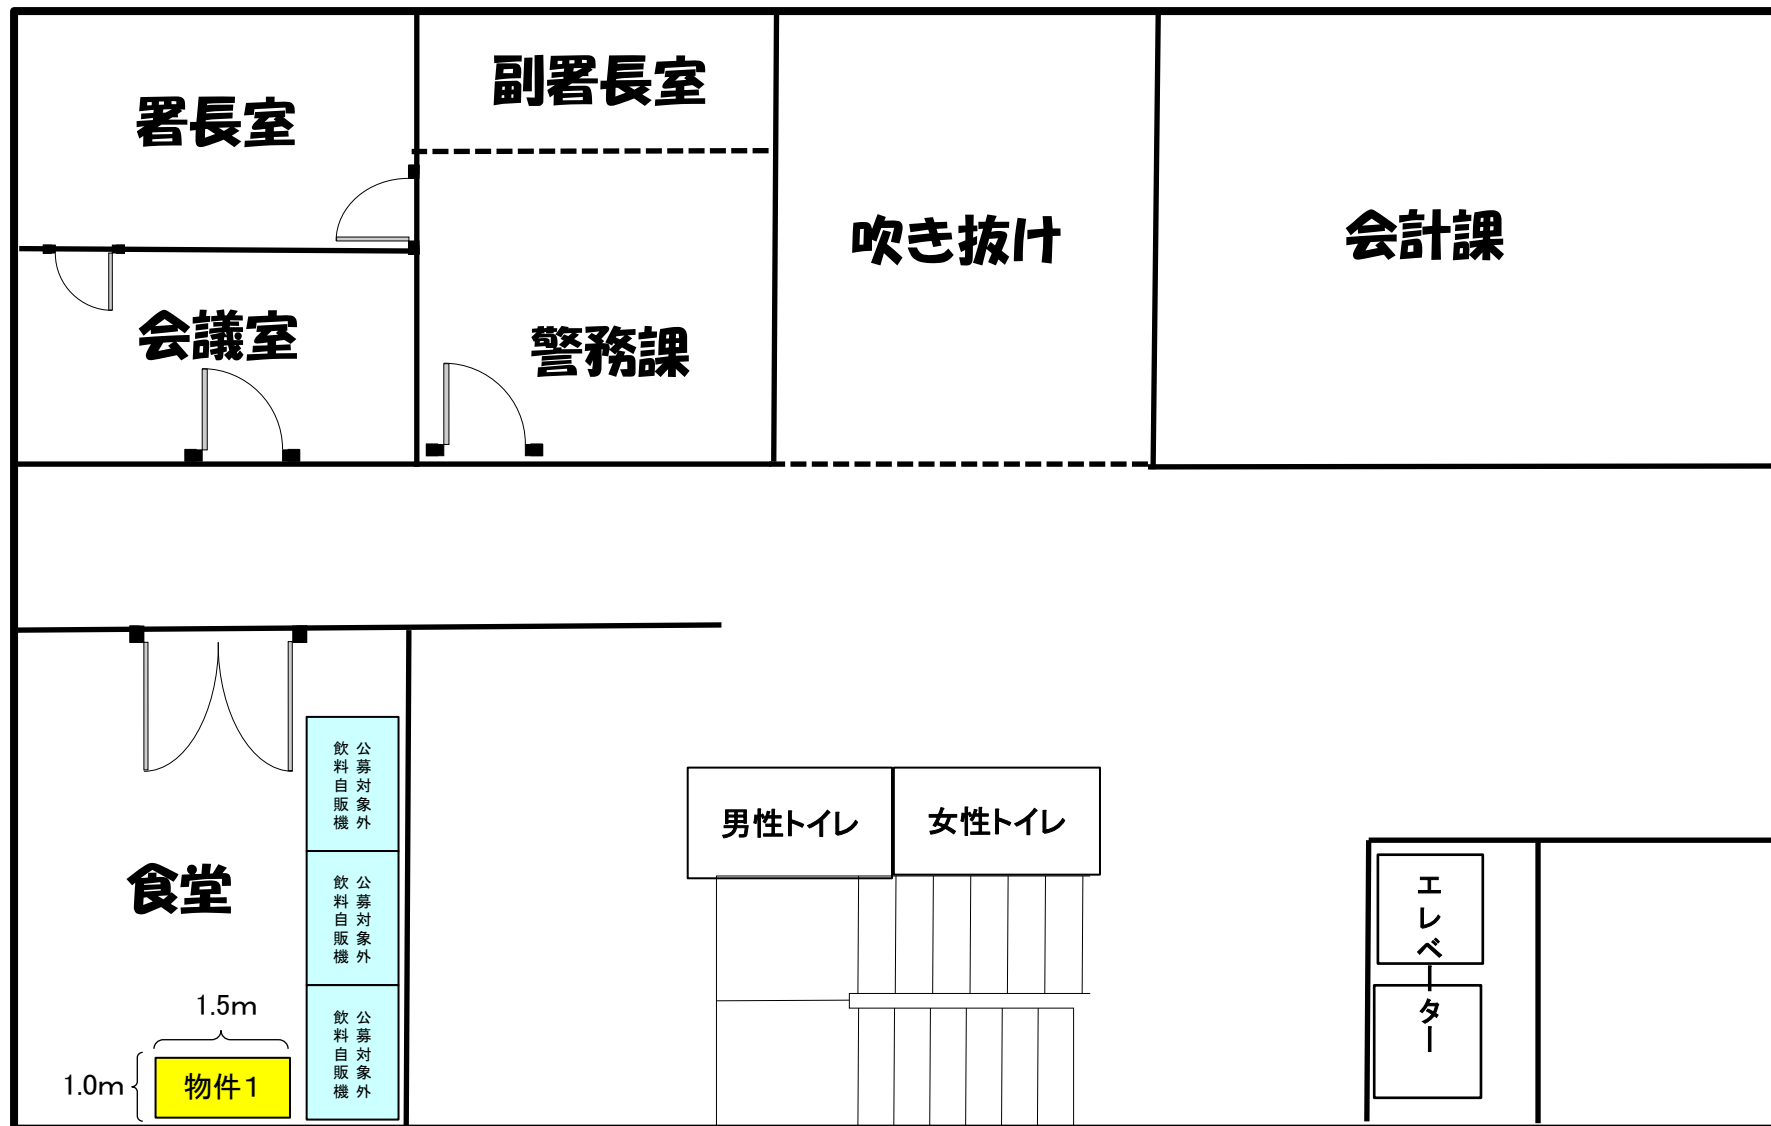 署長室
副署長室
吹き抜け
会計課
会議室
警務課
公募対象外
飲料自販機
男性トイレ
女性トイレ
食堂
公募対象外
飲料自販機
エレベーター
1.5m
公募対象外
飲料自販機
1.0m
物件1